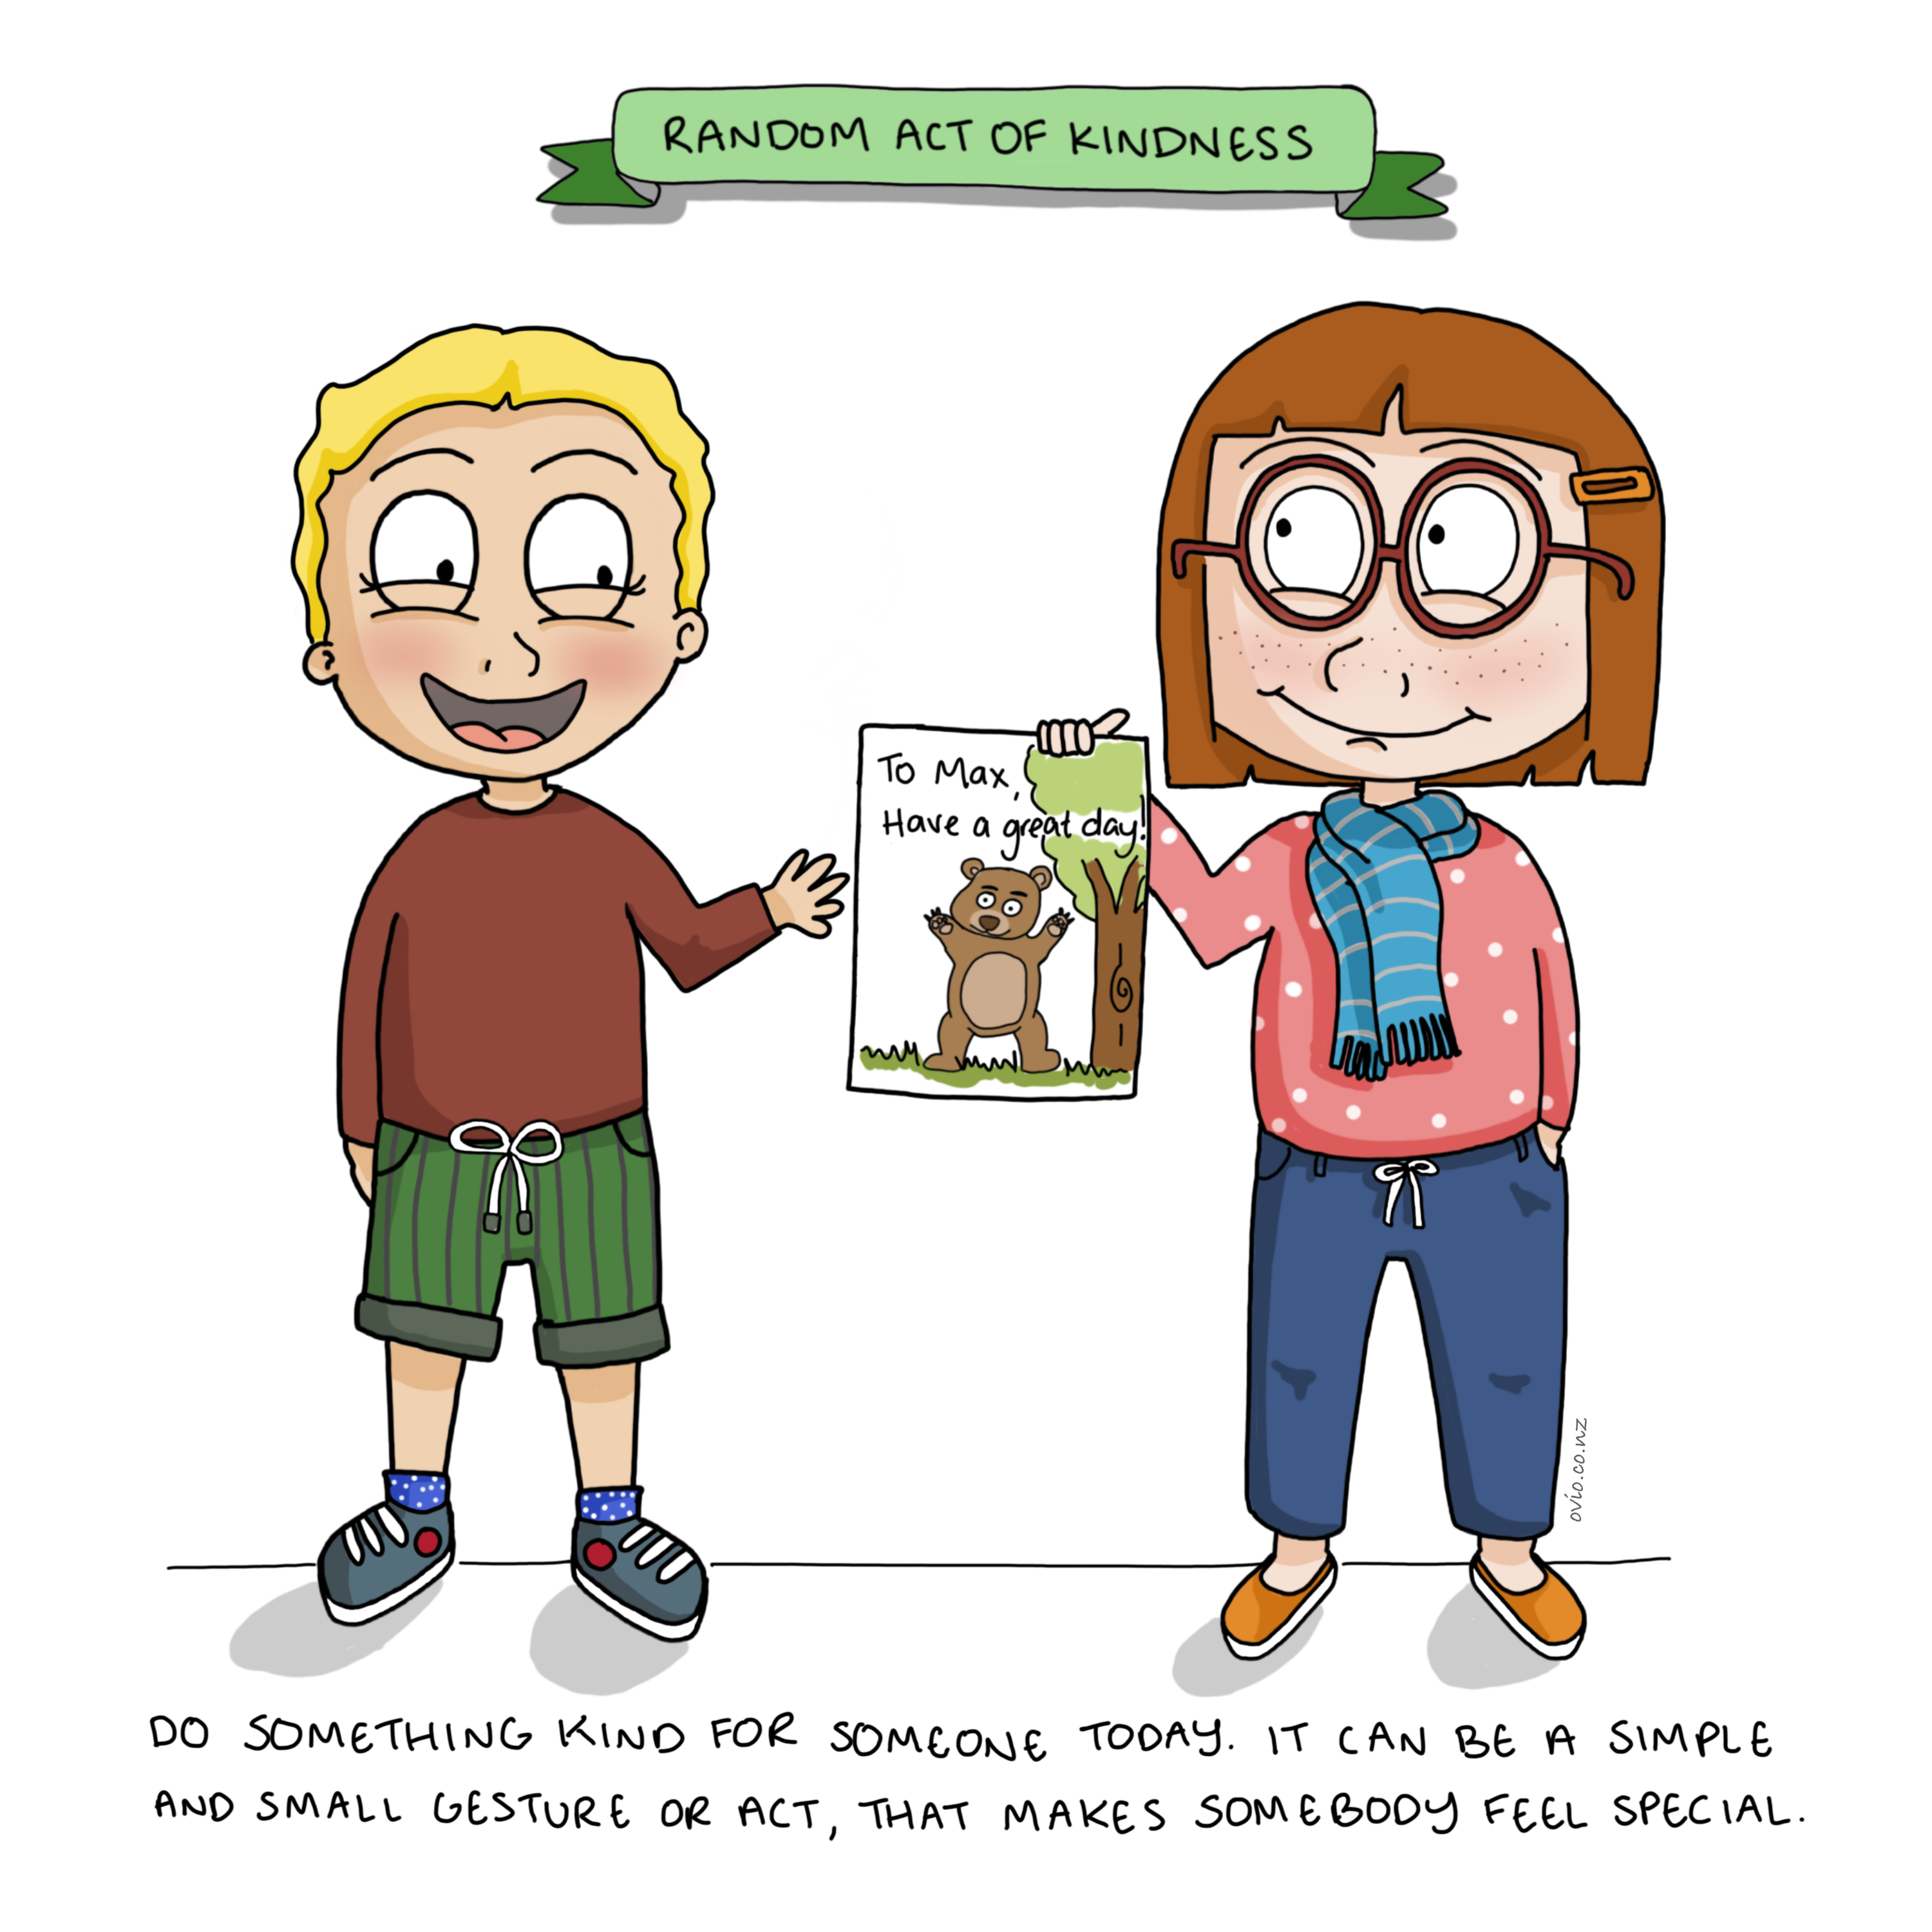 RANDOM ACT OF KINDNESS
To Max,
Have a great day!
ovio.co.nz
DO SOMETHING KIND FOR SOMEONE TODAY. IT CAN BE A SIMPLE
AND SMALL GESTURE OR ACT, THAT MAKES SOMEBODY FEEL SPECIAL.